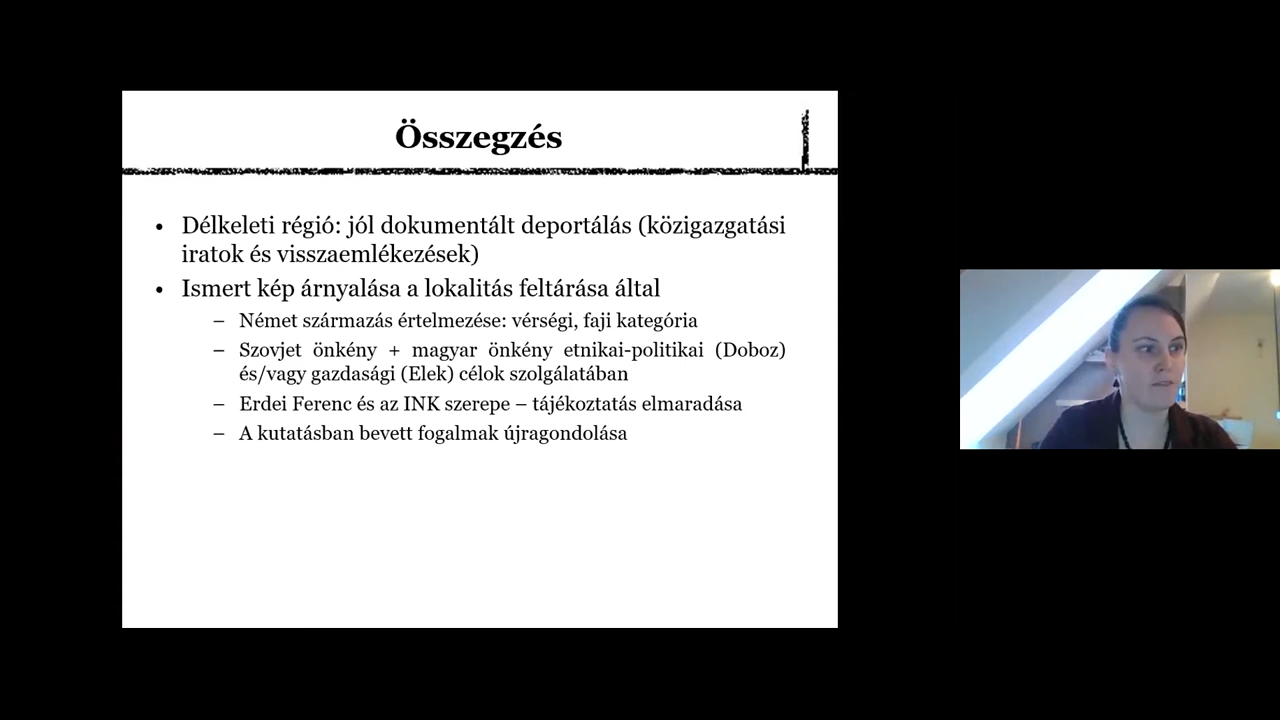 Összegzés
• Délkeleti régió: jól dokumentált deportálás (közigazgatási
iratok és visszaemlékezések)
• Ismert kép árnyalása a lokalitás feltárása által
– Német származás értelmezése: vérségi, faji kategória
– Szovjet önkény + magyar önkény etnikai-politikai (Doboz)
és/vagy gazdasági (Elek) célok szolgálatában
– Erdei Ferenc és az INK szerepe – tájékoztatás elmaradása
– A kutatásban bevett fogalmak újragondolása